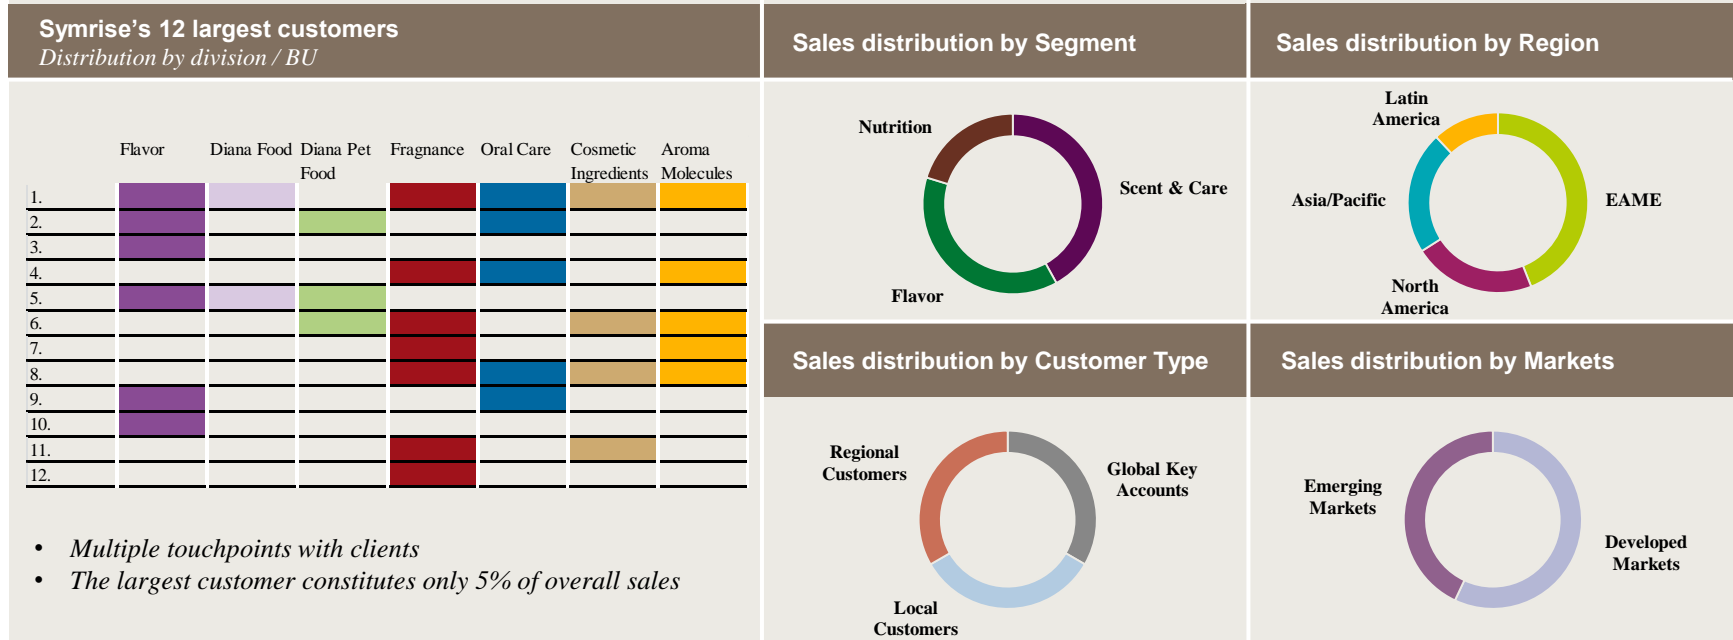 Symrise's 12 largest customers
Distribution by division / BU
Flavor Diana Food Diana Pet Fragnance Oral Care Cosmetic Aroma
Food Ingredients Molecules
1.
2.
3.
4.
5.
6.
7.
8.
9.
10.
11.
12.
• Multiple touchpoints with clients
• The largest customer constitutes only 5% of overall sales
Sales distribution by Segment
Nutrition
Scent & Care
Flavor
Sales distribution by Region
Latin
America
Asia/Pacific
EAME
North
America
Sales distribution by Customer Type
Regional
Customers
Global Key
Accounts
Local
Customers
Sales distribution by Markets
Emerging
Markets
Developed
Markets